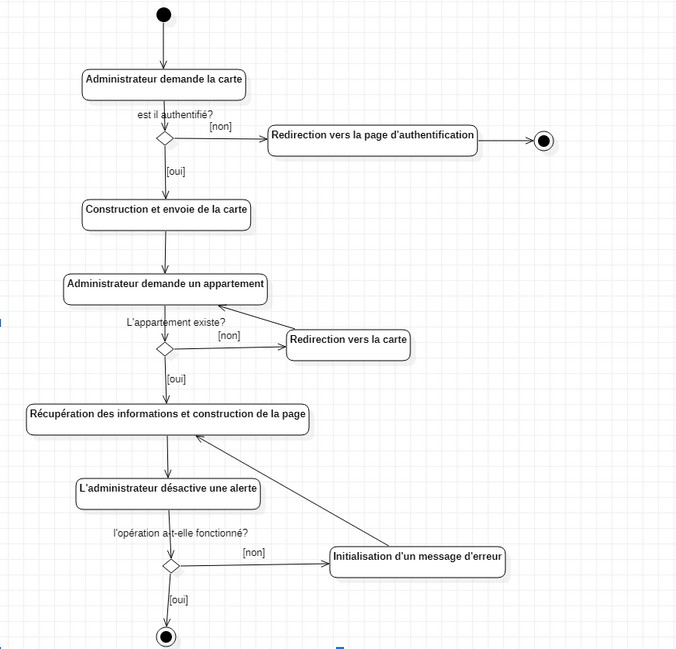 Administrateur demande la carte
est il authentifié?
[non]
Redirection vers la page d'authentification
[oui]
Construction et envoie de la carte
Administrateur demande un appartement
L'appartement existe?
[non]
Redirection vers la carte
[oui]
Récupération des informations et construction de la page
L'administrateur désactive une alerte
l'opération a-t-elle fonctionné?
[non]
Initialisation d'un message d'erreur
[oui]